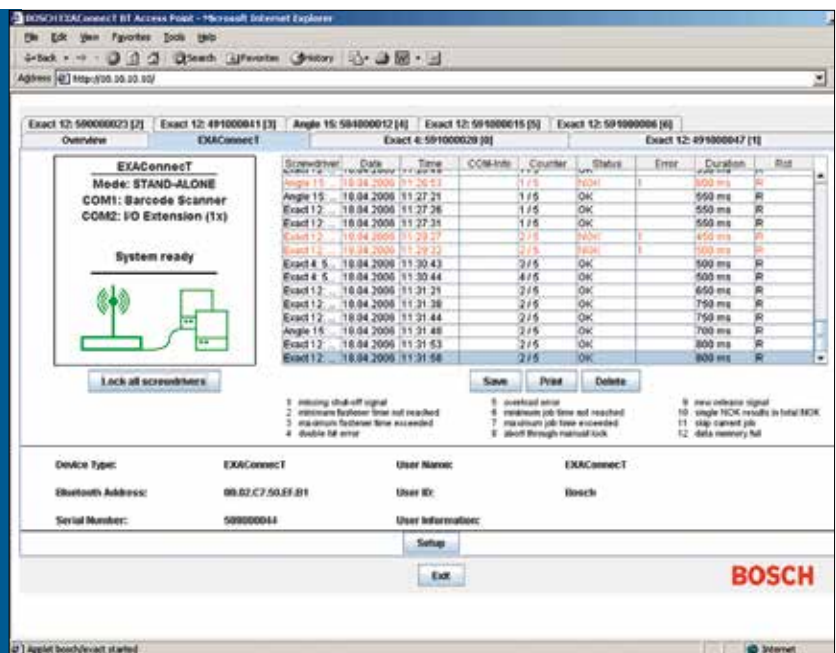 BOSCH EXAConnect BT Access Point - Microsoft Internet Explorer
File Edit View Favorites Tools Help
Back Search Favorites History
Address http://00.10.10.10/
Exact 12: 590000023 [2] Exact 12: 491000041 [3] Angle 15: 504000012 [4] Exact 12: 591000015 [5] Exact 12: 591000006 [6]
Overview EXAConnecT Exact 4: 591000020 [0] Exact 12: 491000047 [1]
EXAConnecT
Mode: STAND-ALONE
COM1: Barcode Scanner
COM2: I/O Extension (1x)
System ready
Screwdriver Date Time COM-Info Counter Status Error Duration Rot
Angle 15: ... 18.04.2006 11:26:53 1 / 5 NOK 1 600 ms R
Angle 15: ... 18.04.2006 11:27:21 1 / 5 OK 550 ms R
Exact 12: ... 18.04.2006 11:27:26 1 / 5 OK 550 ms R
Exact 12: ... 18.04.2006 11:27:31 1 / 5 OK 550 ms R
Exact 12: ... 18.04.2006 11:29:27 2 / 5 NOK 1 450 ms R
Exact 12: ... 18.04.2006 11:29:32 2 / 5 NOK 1 500 ms R
Exact 4: 5... 18.04.2006 11:30:43 3 / 5 OK 500 ms R
Exact 4: 5... 18.04.2006 11:30:44 4 / 5 OK 500 ms R
Exact 12: ... 18.04.2006 11:31:21 2 / 5 OK 650 ms R
Exact 12: ... 18.04.2006 11:31:38 2 / 5 OK 750 ms R
Exact 12: ... 18.04.2006 11:31:44 2 / 5 OK 750 ms R
Angle 15: ... 18.04.2006 11:31:48 2 / 5 OK 700 ms R
Exact 12: ... 18.04.2006 11:31:53 2 / 5 OK 800 ms R
Exact 12: ... 18.04.2006 11:31:58 2 / 5 OK 800 ms R
Lock all screwdrivers Save Print Delete
1 missing shut-off signal 5 overload error 9 new release signal
2 minimum fastener time not reached 6 minimum job time not reached 10 single NOK results in total NOK
3 maximum fastener time exceeded 7 maximum job time exceeded 11 skip current job
4 double hit error 8 abort through manual lock 12 data memory full
Device Type: EXAConnecT User Name: EXAConnecT
Bluetooth Address: 00.02.C7.50.EF.B1 User ID: Bosch
Serial Number: 509000044 User Information:
Setup
Exit
BOSCH
Applet bosch/exact started Internet